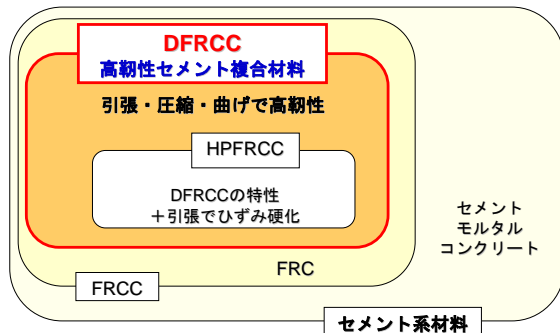 DFRCC
高靭性セメント複合材料
引張・圧縮・曲げで高靭性
HPFRCC
DFRCCの特性
＋引張でひずみ硬化
セメント
モルタル
コンクリート
FRC
FRCC
セメント系材料